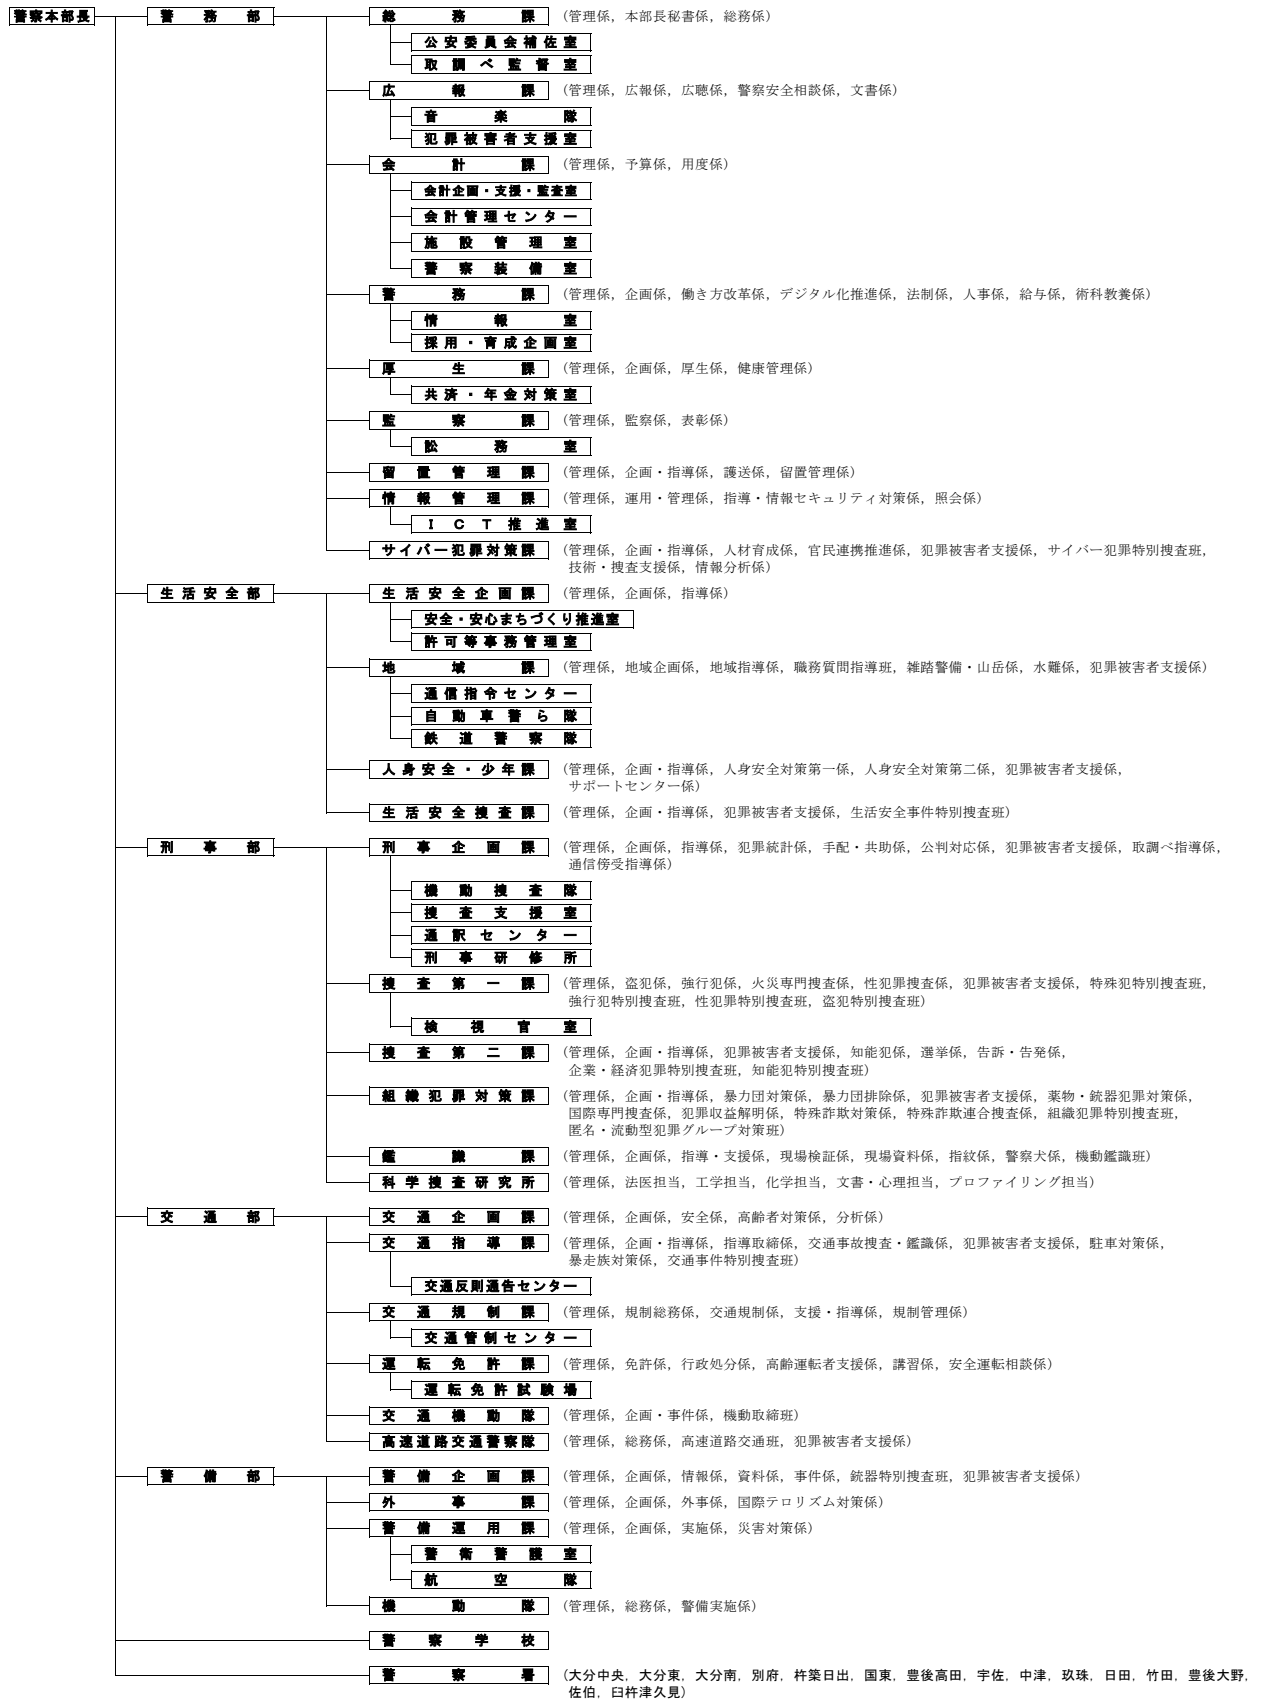 警察本部長 警務部 総務課 (管理係，本部長秘書係，総務係)
公安委員会補佐室
取調べ監督室
広報課 (管理係，広報係，広聴係，警察安全相談係，文書係)
音楽隊
犯罪被害者支援室
会計課 (管理係，予算係，用度係)
会計企画・支援・監査室
会計管理センター
施設管理室
警察装備室
警務課 (管理係，企画係，働き方改革係，デジタル化推進係，法制係，人事係，給与係，術科教養係)
情報室
採用・育成企画室
厚生課 (管理係，企画係，厚生係，健康管理係)
共済・年金対策室
監察課 (管理係，監察係，表彰係)
訟務室
留置管理課 (管理係，企画・指導係，護送係，留置管理係)
情報管理課 (管理係，運用・管理係，指導・情報セキュリティ対策係，照会係)
ＩＣＴ推進室
サイバー犯罪対策課 (管理係，企画・指導係，人材育成係，官民連携推進係，犯罪被害者支援係，サイバー犯罪特別捜査班，
技術・捜査支援係，情報分析係)
生活安全部 生活安全企画課 (管理係，企画係，指導係)
安全・安心まちづくり推進室
許可等事務管理室
地域課 (管理係，地域企画係，地域指導係，職務質問指導班，雑踏警備・山岳係，水難係，犯罪被害者支援係)
通信指令センター
自動車警ら隊
鉄道警察隊
人身安全・少年課 (管理係，企画・指導係，人身安全対策第一係，人身安全対策第二係，犯罪被害者支援係，
サポートセンター係)
生活安全捜査課 (管理係，企画・指導係，犯罪被害者支援係，生活安全事件特別捜査班)
刑事部 刑事企画課 (管理係，企画係，指導係，犯罪統計係，手配・共助係，公判対応係，犯罪被害者支援係，取調べ指導係，
通信傍受指導係)
機動捜査隊
捜査支援室
通訳センター
刑事研修所
捜査第一課 (管理係，盗犯係，強行犯係，火災専門捜査係，性犯罪捜査係，犯罪被害者支援係，特殊犯特別捜査班，
強行犯特別捜査班，性犯罪特別捜査班，盗犯特別捜査班)
検視官室
捜査第二課 (管理係，企画・指導係，犯罪被害者支援係，知能犯係，選挙係，告訴・告発係，
企業・経済犯罪特別捜査班，知能犯特別捜査班)
組織犯罪対策課 (管理係，企画・指導係，暴力団対策係，暴力団排除係，犯罪被害者支援係，薬物・銃器犯罪対策係，
国際専門捜査係，犯罪収益解明係，特殊詐欺対策係，特殊詐欺連合捜査係，組織犯罪特別捜査班，
匿名・流動型犯罪グループ対策班)
鑑識課 (管理係，企画係，指導・支援係，現場検証係，現場資料係，指紋係，警察犬係，機動鑑識班)
科学捜査研究所 (管理係，法医担当，工学担当，化学担当，文書・心理担当，プロファイリング担当)
交通部 交通企画課 (管理係，企画係，安全係，高齢者対策係，分析係)
交通指導課 (管理係，企画・指導係，指導取締係，交通事故捜査・鑑識係，犯罪被害者支援係，駐車対策係，
暴走族対策係，交通事件特別捜査班)
交通反則通告センター
交通規制課 (管理係，規制総務係，交通規制係，支援・指導係，規制管理係)
交通管制センター
運転免許課 (管理係，免許係，行政処分係，高齢運転者支援係，講習係，安全運転相談係)
運転免許試験場
交通機動隊 (管理係，企画・事件係，機動取締班)
高速道路交通警察隊 (管理係，総務係，高速道路交通班，犯罪被害者支援係)
警備部 警備企画課 (管理係，企画係，情報係，資料係，事件係，銃器特別捜査班，犯罪被害者支援係)
外事課 (管理係，企画係，外事係，国際テロリズム対策係)
警備運用課 (管理係，企画係，実施係，災害対策係)
警衛警護室
航空隊
機動隊 (管理係，総務係，警備実施係)
警察学校
警察署 (大分中央，大分東，大分南，別府，杵築日出，国東，豊後高田，宇佐，中津，玖珠，日田，竹田，豊後大野，
佐伯，臼杵津久見)